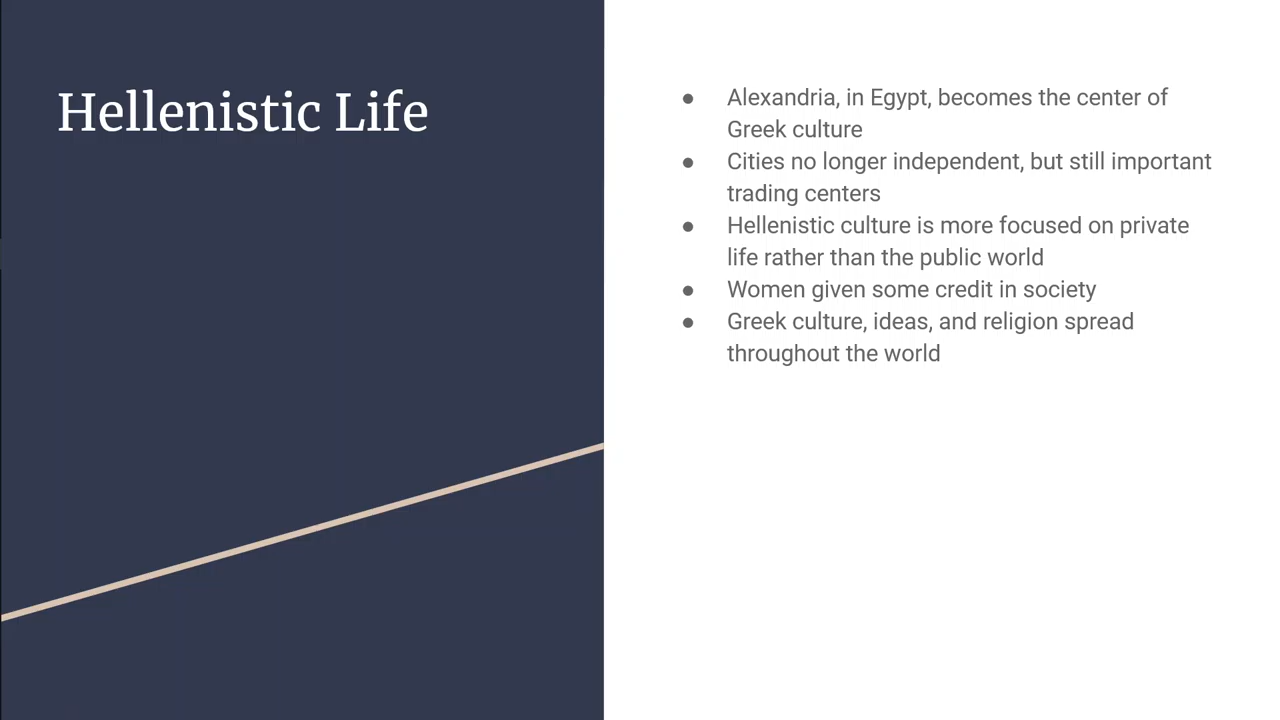 Hellenistic Life
● Alexandria, in Egypt, becomes the center of
Greek culture
● Cities no longer independent, but still important
trading centers
● Hellenistic culture is more focused on private
life rather than the public world
● Women given some credit in society
● Greek culture, ideas, and religion spread
throughout the world